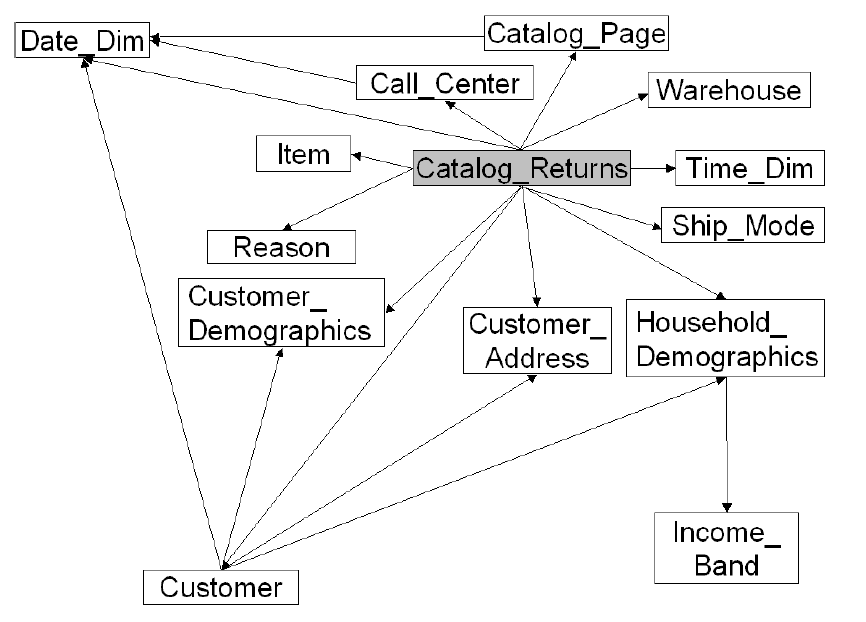 Date_Dim
Catalog_Page
Call_Center
Warehouse
Item
Catalog_Returns
Time_Dim
Ship_Mode
Reason
Customer_
Demographics
Customer_
Address
Household_
Demographics
Income_
Band
Customer